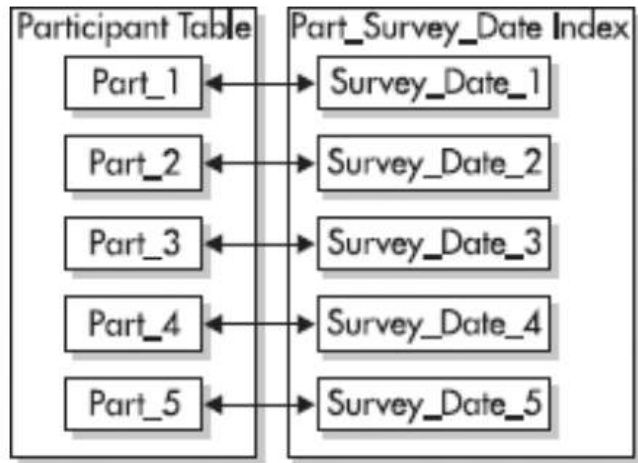 Participant Table
Part_Survey_Date Index
Part_1
Survey_Date_1
Part_2
Survey_Date_2
Part_3
Survey_Date_3
Part_4
Survey_Date_4
Part_5
Survey_Date_5